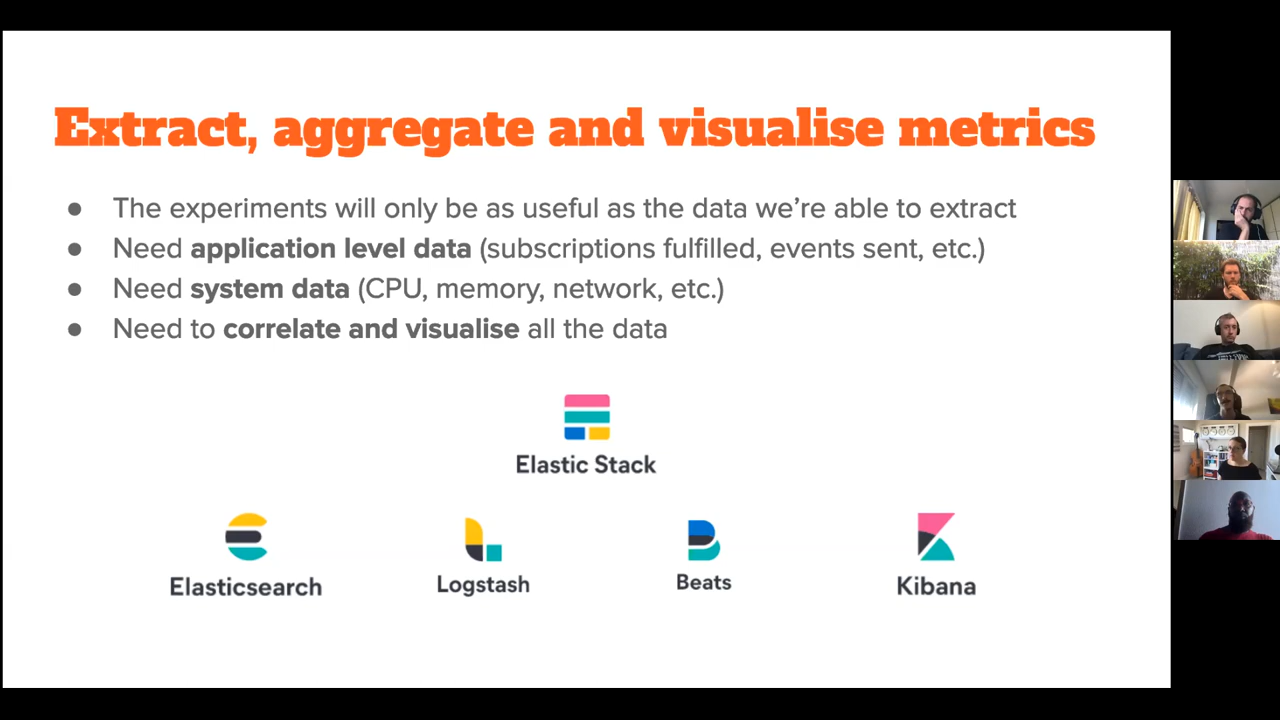 Extract, aggregate and visualise metrics
● The experiments will only be as useful as the data we’re able to extract
● Need application level data (subscriptions fulfilled, events sent, etc.)
● Need system data (CPU, memory, network, etc.)
● Need to correlate and visualise all the data
Elastic Stack
Elasticsearch
Logstash
Beats
Kibana